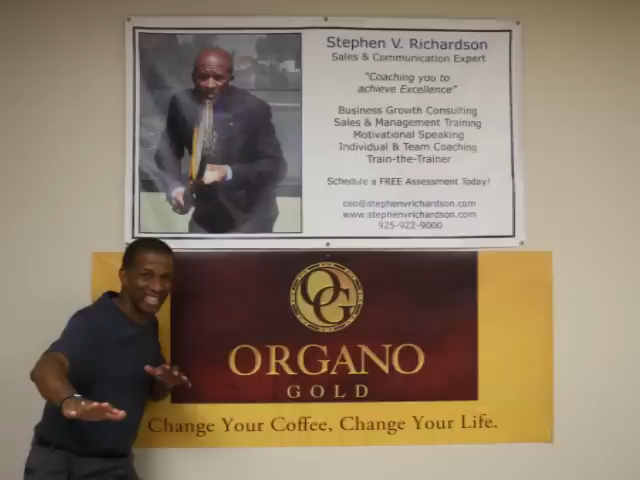 Stephen V. Richardson
Sales & Communication Expert
"Coaching you to
achieve Excellence"
Business Growth Consulting
Sales & Management Training
Motivational Speaking
Individual & Team Coaching
Train-the-Trainer
Schedule a FREE Assessment Today!
ceo@stephenvrichardson.com
www.stephenvrichardson.com
925-922-9000
OG
ORGANO
GOLD
Change Your Coffee, Change Your Life.